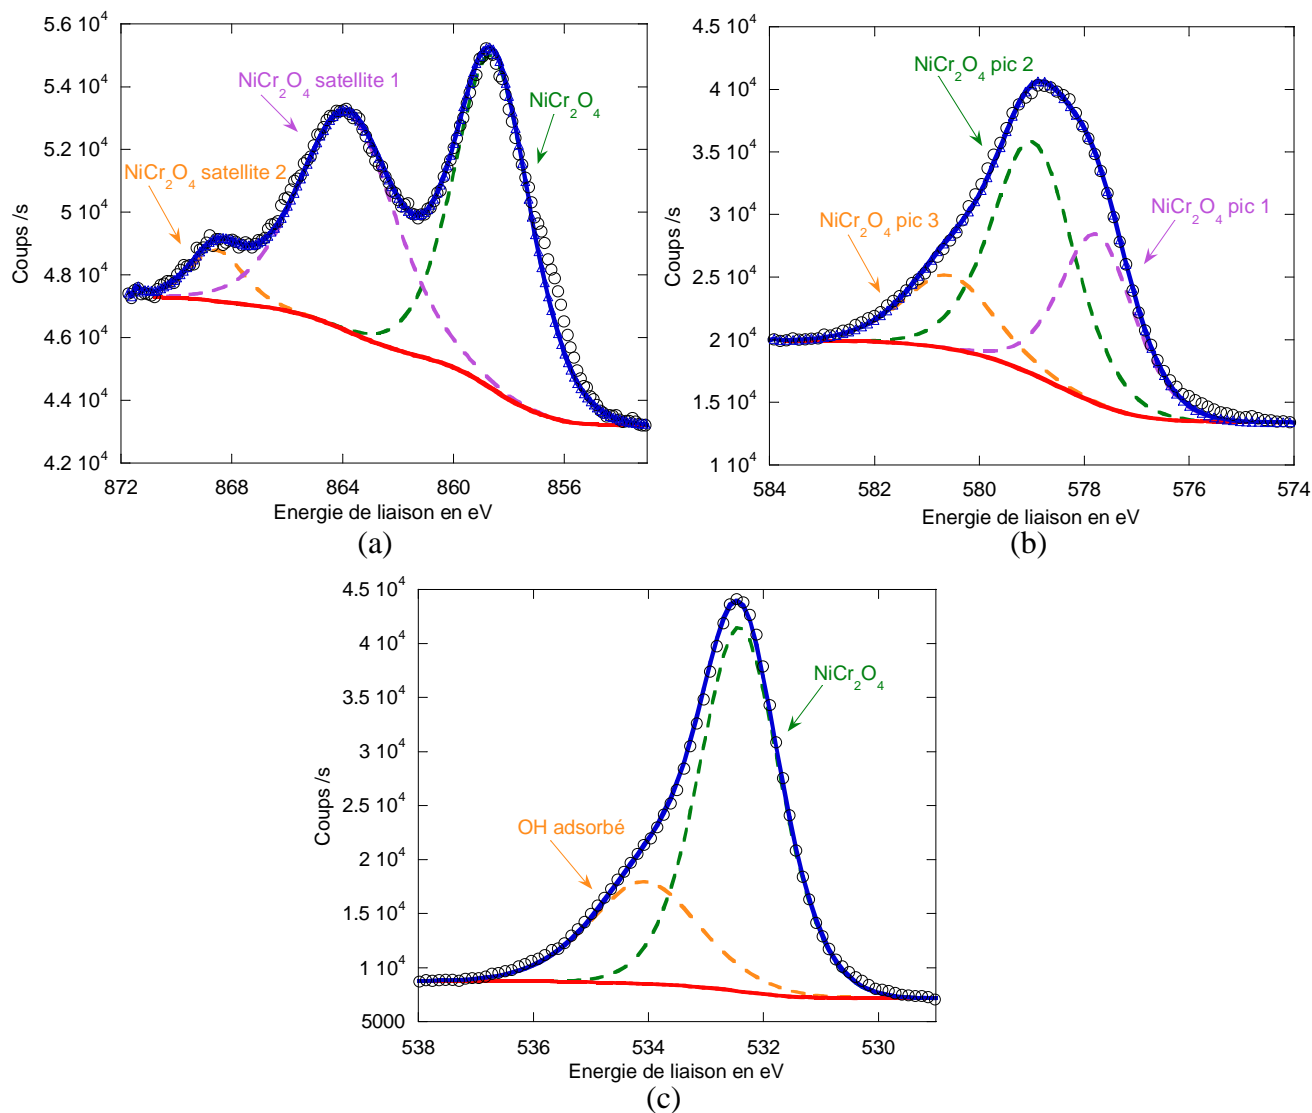 5.6 10⁴
5.4 10⁴
5.2 10⁴
5 10⁴
4.8 10⁴
4.6 10⁴
4.4 10⁴
4.2 10⁴
Coups /s
NiCr₂O₄ satellite 1
NiCr₂O₄
NiCr₂O₄ satellite 2
872 868 864 860 856
Energie de liaison en eV
(a)
4.5 10⁴
4 10⁴
3.5 10⁴
3 10⁴
2.5 10⁴
2 10⁴
1.5 10⁴
1 10⁴
Coups /s
NiCr₂O₄ pic 2
NiCr₂O₄ pic 3
NiCr₂O₄ pic 1
584 582 580 578 576 574
Energie de liaison en eV
(b)
4.5 10⁴
4 10⁴
3.5 10⁴
3 10⁴
2.5 10⁴
2 10⁴
1.5 10⁴
1 10⁴
5000
Coups /s
NiCr₂O₄
OH adsorbé
538 536 534 532 530
Energie de liaison en eV
(c)